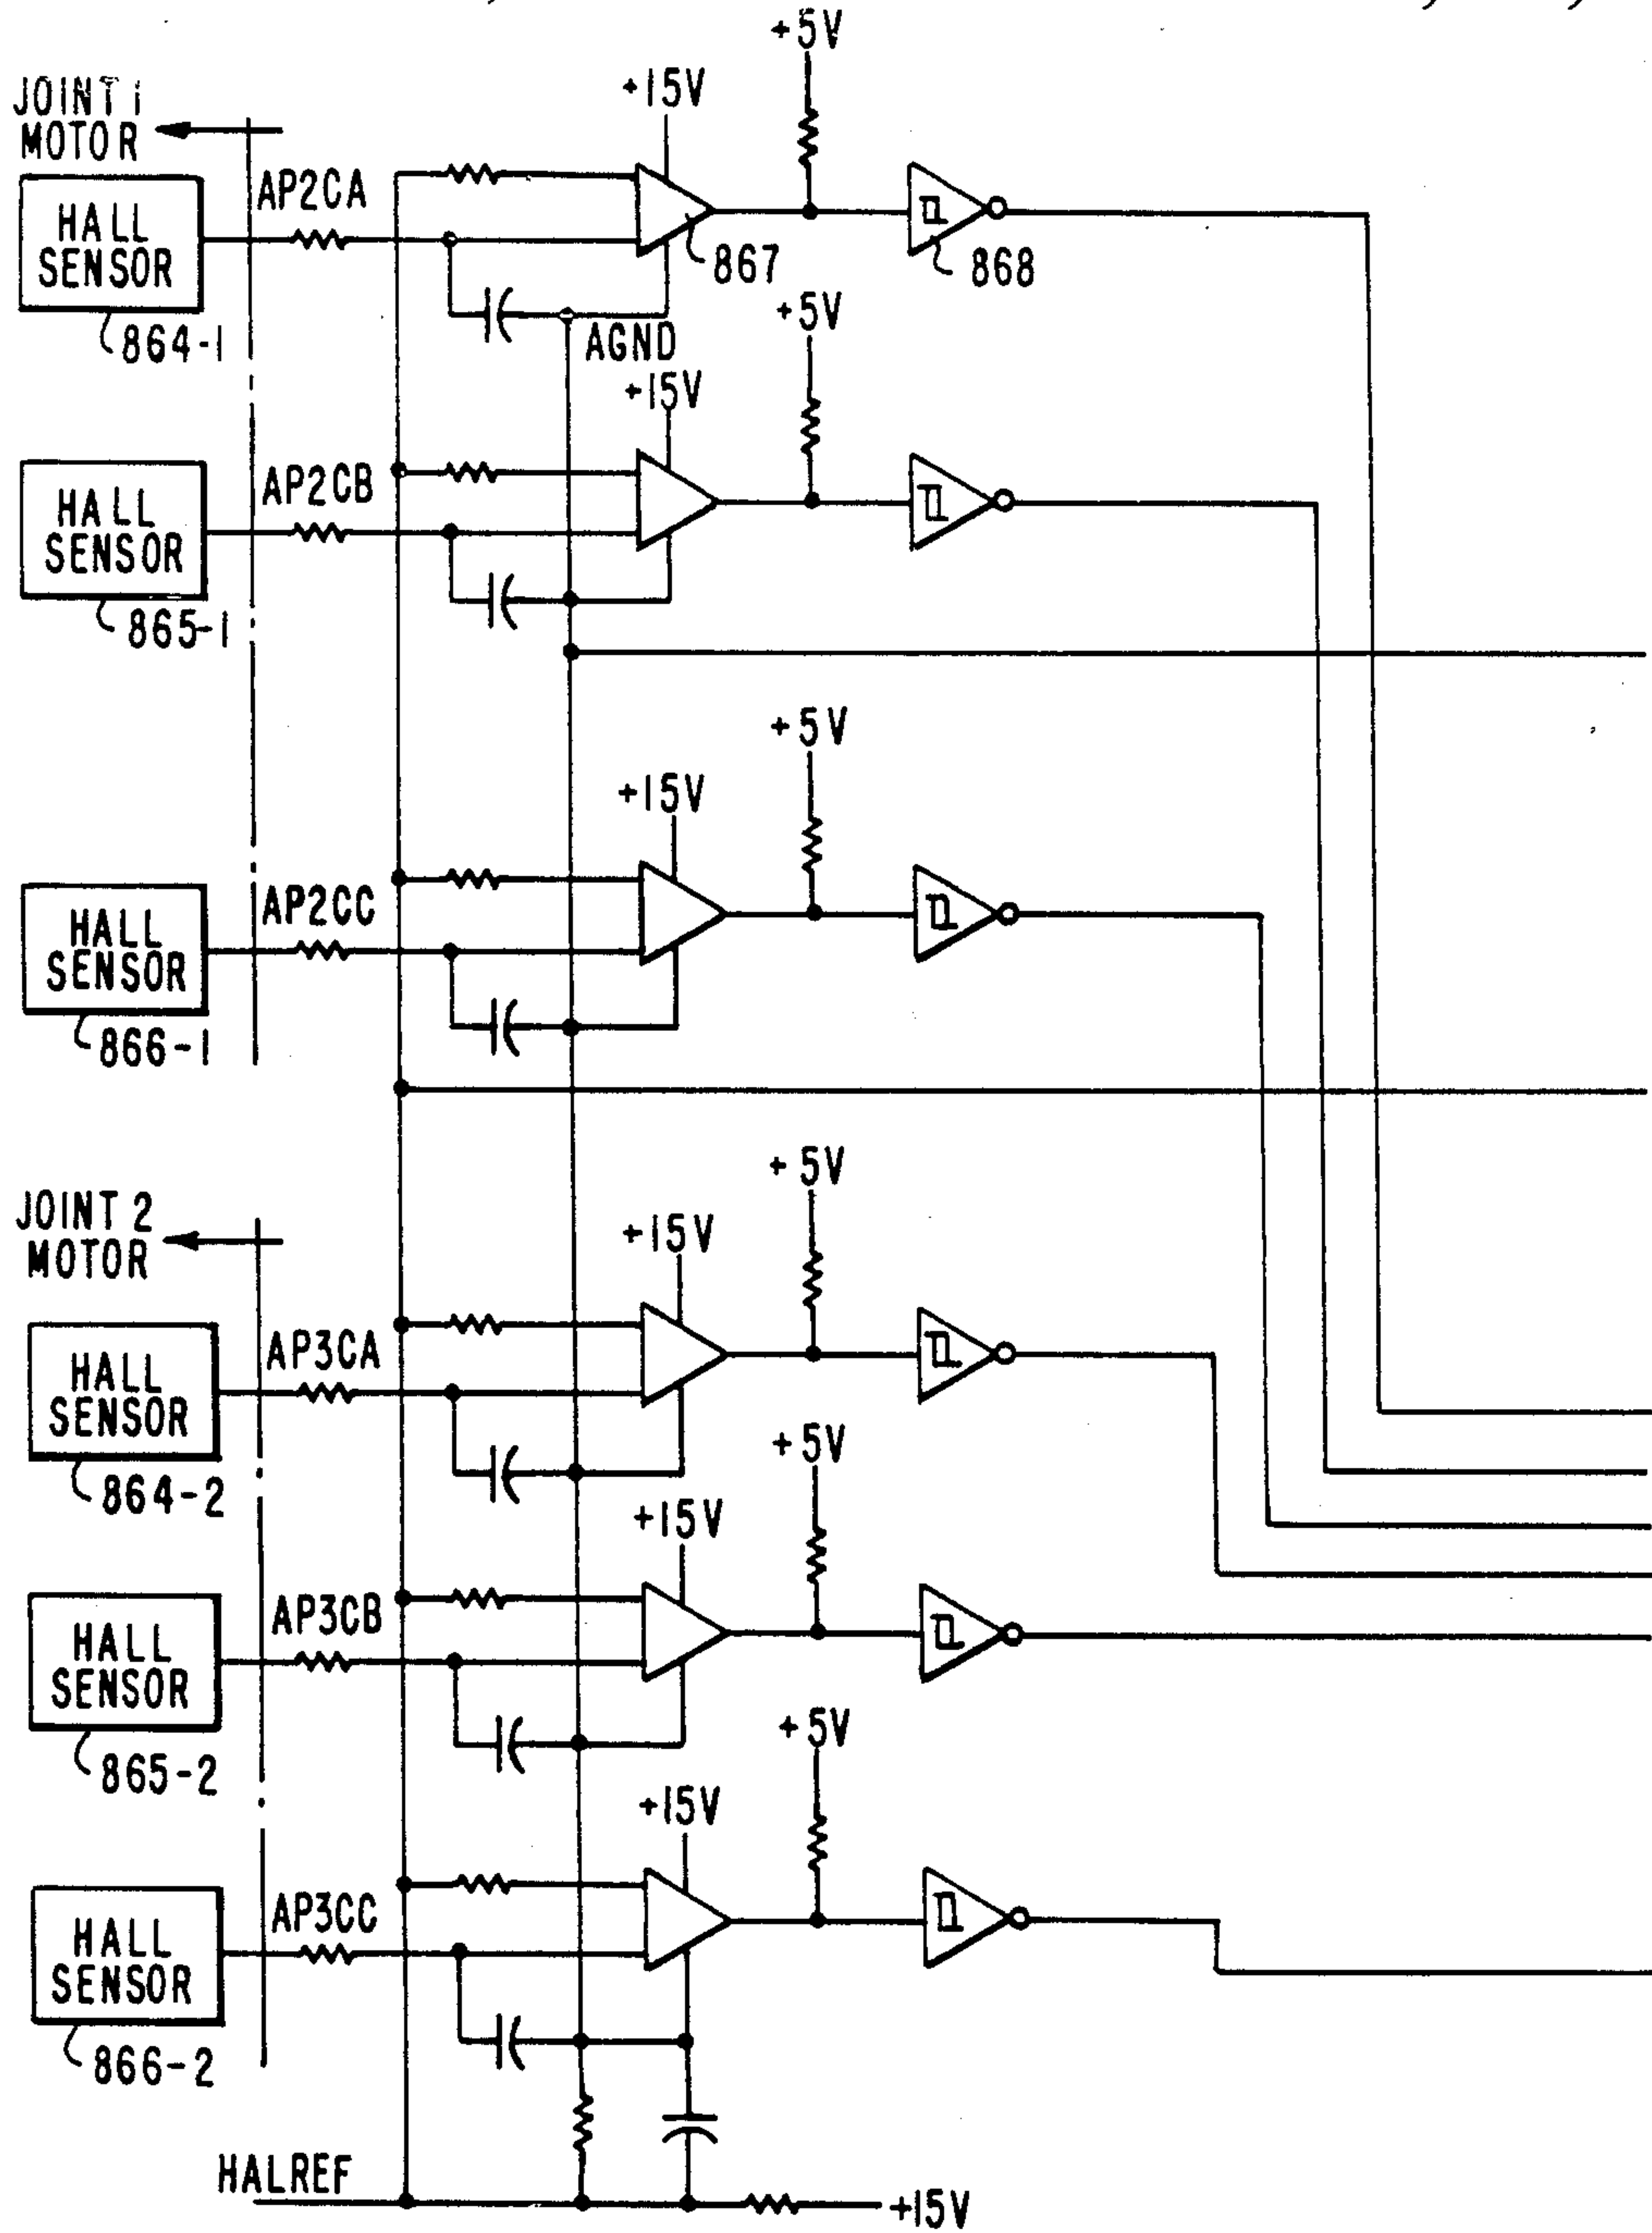 +5V
+15V
JOINT 1
MOTOR
AP2CA
HALL
SENSOR
867
868
864-1
+5V
AGND
+15V
AP2CB
HALL
SENSOR
865-1
+5V
+15V
AP2CC
HALL
SENSOR
866-1
+5V
JOINT 2
MOTOR
+15V
AP3CA
HALL
SENSOR
+5V
864-2
+15V
AP3CB
HALL
SENSOR
+5V
865-2
+15V
AP3CC
HALL
SENSOR
866-2
HALREF
+15V